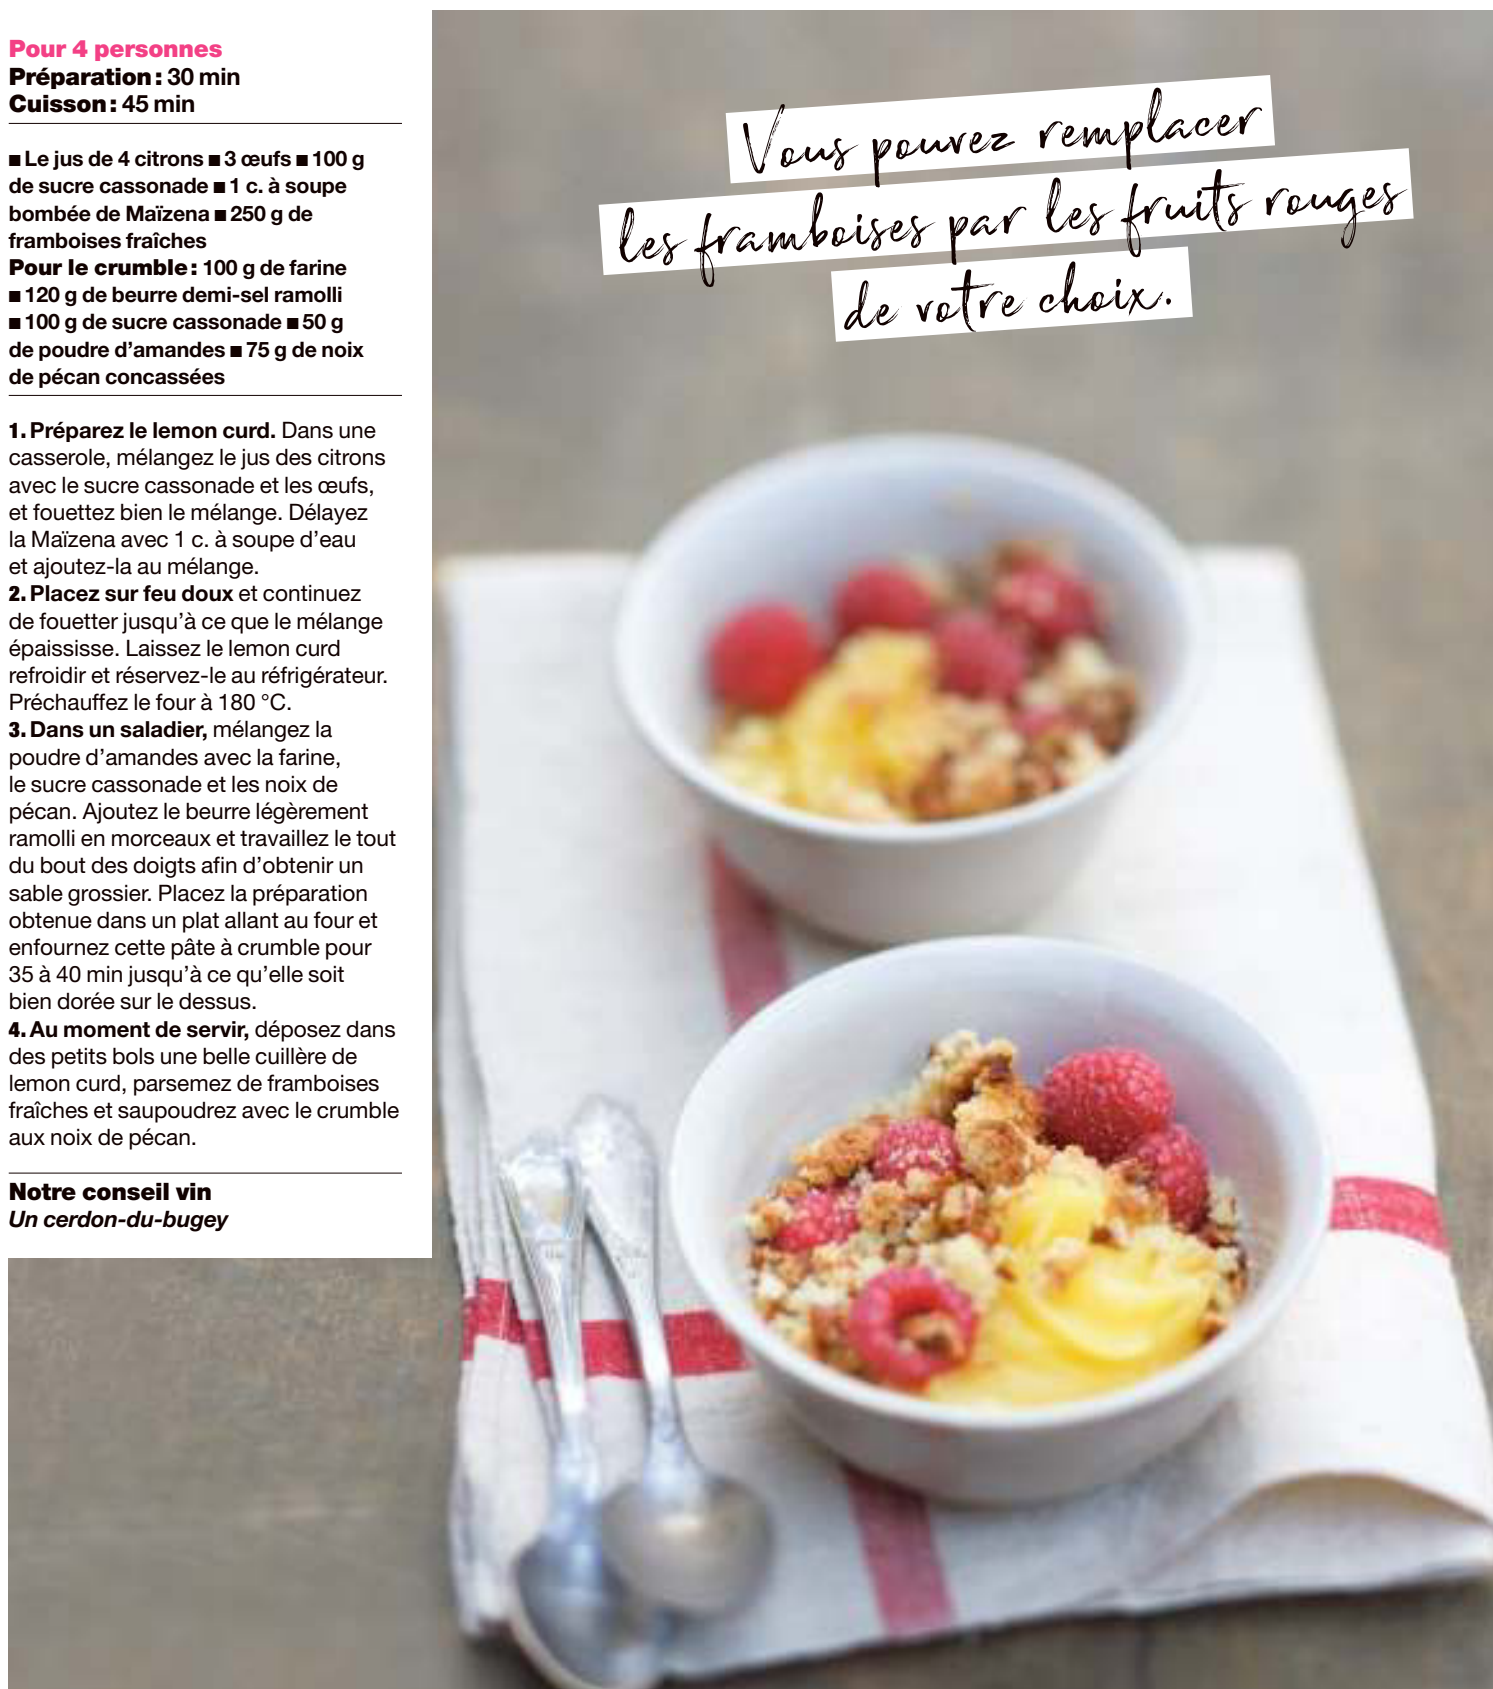 Pour 4 personnes
Préparation : 30 min
Cuisson : 45 min
■ Le jus de 4 citrons ■ 3 œufs ■ 100 g
de sucre cassonade ■ 1 c. à soupe
bombée de Maïzena ■ 250 g de
framboises fraîches
Pour le crumble : 100 g de farine
■ 120 g de beurre demi-sel ramolli
■ 100 g de sucre cassonade ■ 50 g
de poudre d’amandes ■ 75 g de noix
de pécan concassées
1. Préparez le lemon curd. Dans une
casserole, mélangez le jus des citrons
avec le sucre cassonade et les œufs,
et fouettez bien le mélange. Délayez
la Maïzena avec 1 c. à soupe d’eau
et ajoutez-la au mélange.
2. Placez sur feu doux et continuez
de fouetter jusqu’à ce que le mélange
épaississe. Laissez le lemon curd
refroidir et réservez-le au réfrigérateur.
Préchauffez le four à 180 °C.
3. Dans un saladier, mélangez la
poudre d’amandes avec la farine,
le sucre cassonade et les noix de
pécan. Ajoutez le beurre légèrement
ramolli en morceaux et travaillez le tout
du bout des doigts afin d’obtenir un
sable grossier. Placez la préparation
obtenue dans un plat allant au four et
enfournez cette pâte à crumble pour
35 à 40 min jusqu’à ce qu’elle soit
bien dorée sur le dessus.
4. Au moment de servir, déposez dans
des petits bols une belle cuillère de
lemon curd, parsemez de framboises
fraîches et saupoudrez avec le crumble
aux noix de pécan.
Notre conseil vin
Un cerdon-du-bugey
Vous pouvez remplacer
les framboises par les fruits rouges
de votre choix.